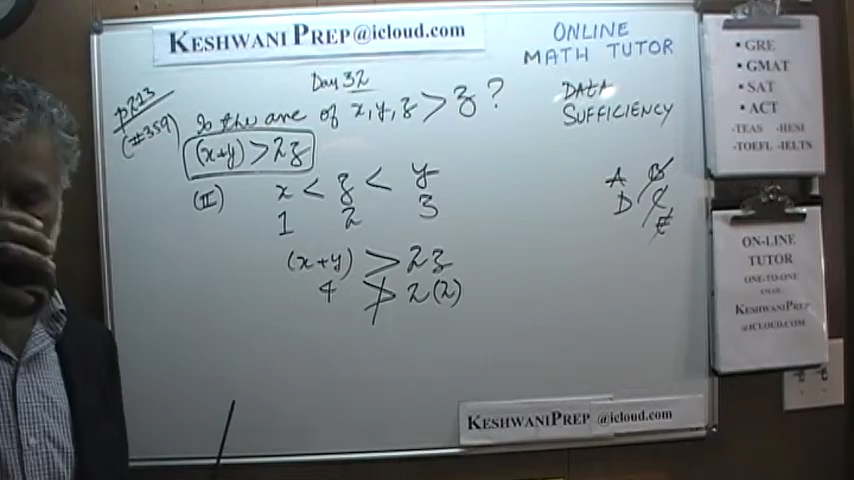 KESHWANI PREP@icloud.com
ONLINE
MATH TUTOR
Day 32
p213
(#359)
Is the ave of x, y, z > z ?
DATA
SUFFICIENCY
(x+y) > 2z
(II) x < z < y
1 2 3
(x+y) > 2z
4 ≯ 2(2)
A B
D C
E
▪ GRE
▪ GMAT
▪ SAT
▪ ACT
-TEAS -HESI
-TOEFL -IELTS
ON-LINE
TUTOR
ONE-TO-ONE
KESHWANIPREP
@ICLOUD.COM
KESHWANIPREP @icloud.com